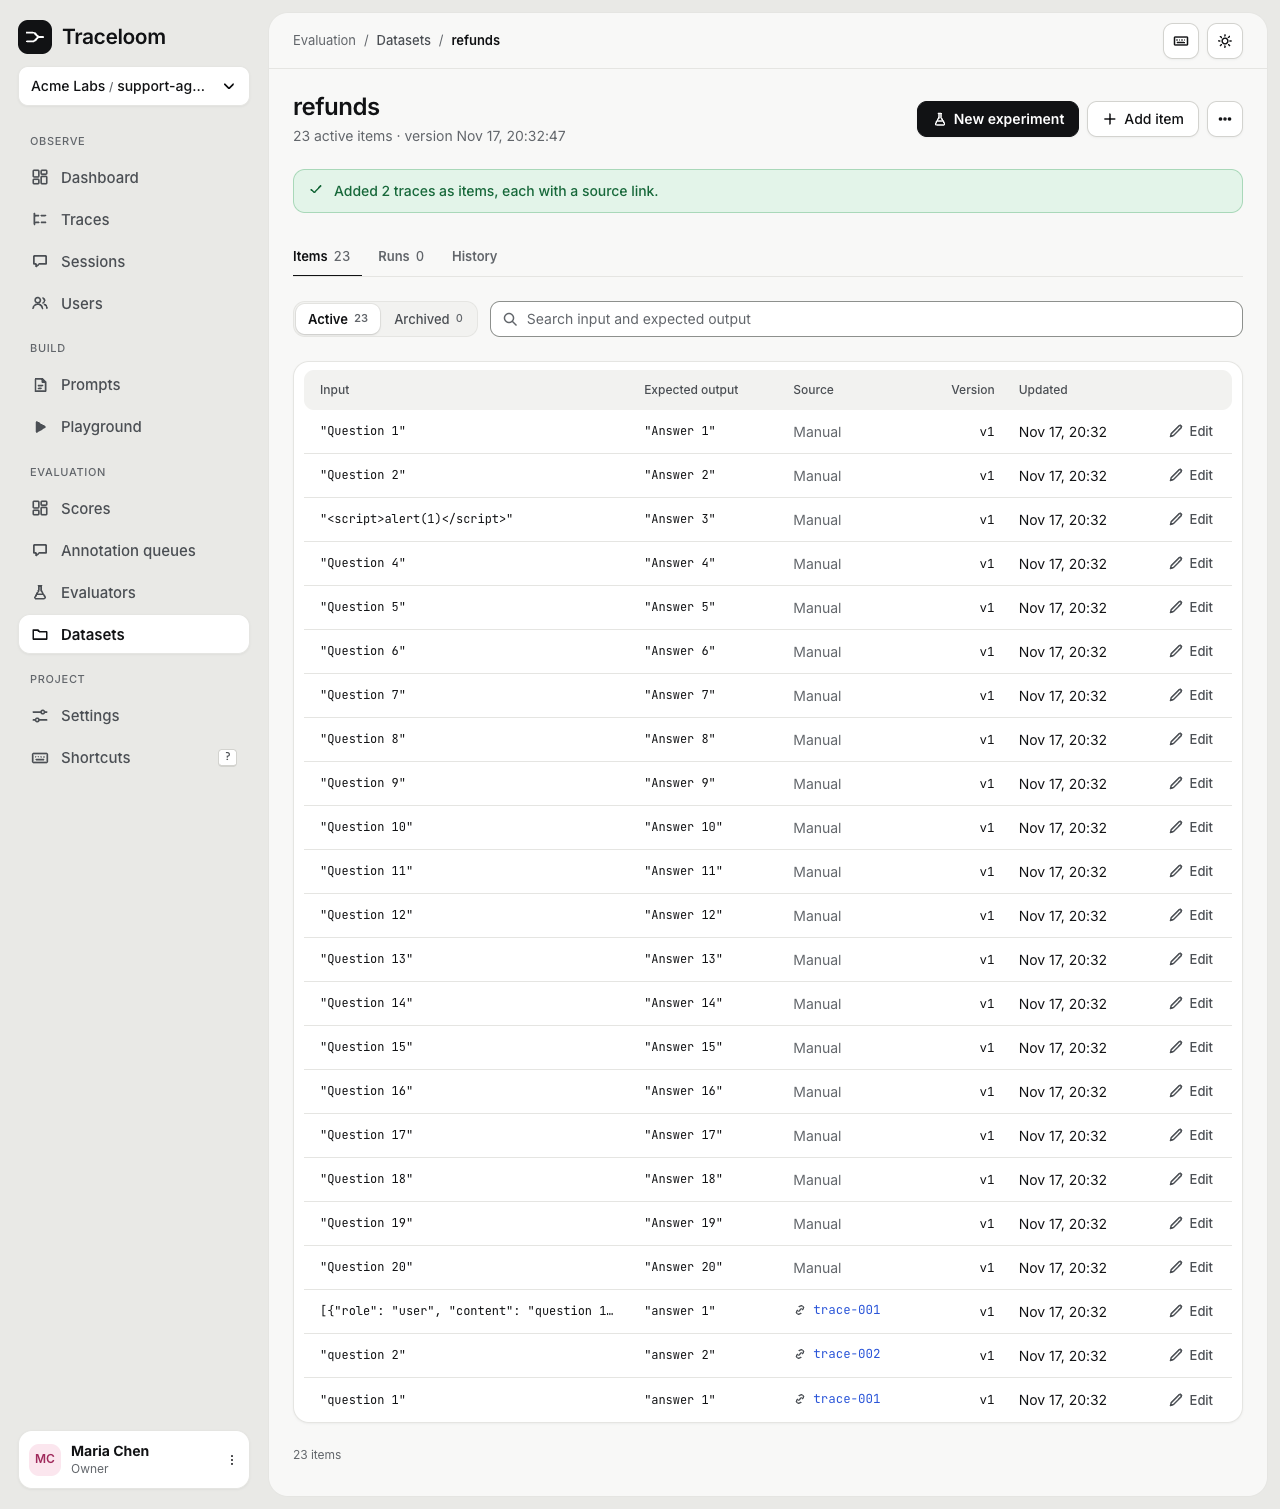 Traceloom
Acme Labs / support-ag...
OBSERVE
Dashboard
Traces
Sessions
Users
BUILD
Prompts
Playground
EVALUATION
Scores
Annotation queues
Evaluators
Datasets
PROJECT
Settings
Shortcuts ?
MC Maria Chen
Owner
Evaluation / Datasets / refunds
refunds
23 active items · version Nov 17, 20:32:47
New experiment
Add item
Added 2 traces as items, each with a source link.
Items 23 Runs 0 History
Active 23 Archived 0 Search input and expected output
Input Expected output Source Version Updated
"Question 1" "Answer 1" Manual v1 Nov 17, 20:32 Edit
"Question 2" "Answer 2" Manual v1 Nov 17, 20:32 Edit
"<script>alert(1)</script>" "Answer 3" Manual v1 Nov 17, 20:32 Edit
"Question 4" "Answer 4" Manual v1 Nov 17, 20:32 Edit
"Question 5" "Answer 5" Manual v1 Nov 17, 20:32 Edit
"Question 6" "Answer 6" Manual v1 Nov 17, 20:32 Edit
"Question 7" "Answer 7" Manual v1 Nov 17, 20:32 Edit
"Question 8" "Answer 8" Manual v1 Nov 17, 20:32 Edit
"Question 9" "Answer 9" Manual v1 Nov 17, 20:32 Edit
"Question 10" "Answer 10" Manual v1 Nov 17, 20:32 Edit
"Question 11" "Answer 11" Manual v1 Nov 17, 20:32 Edit
"Question 12" "Answer 12" Manual v1 Nov 17, 20:32 Edit
"Question 13" "Answer 13" Manual v1 Nov 17, 20:32 Edit
"Question 14" "Answer 14" Manual v1 Nov 17, 20:32 Edit
"Question 15" "Answer 15" Manual v1 Nov 17, 20:32 Edit
"Question 16" "Answer 16" Manual v1 Nov 17, 20:32 Edit
"Question 17" "Answer 17" Manual v1 Nov 17, 20:32 Edit
"Question 18" "Answer 18" Manual v1 Nov 17, 20:32 Edit
"Question 19" "Answer 19" Manual v1 Nov 17, 20:32 Edit
"Question 20" "Answer 20" Manual v1 Nov 17, 20:32 Edit
[{"role": "user", "content": "question 1… "answer 1" trace-001 v1 Nov 17, 20:32 Edit
"question 2" "answer 2" trace-002 v1 Nov 17, 20:32 Edit
"question 1" "answer 1" trace-001 v1 Nov 17, 20:32 Edit
23 items